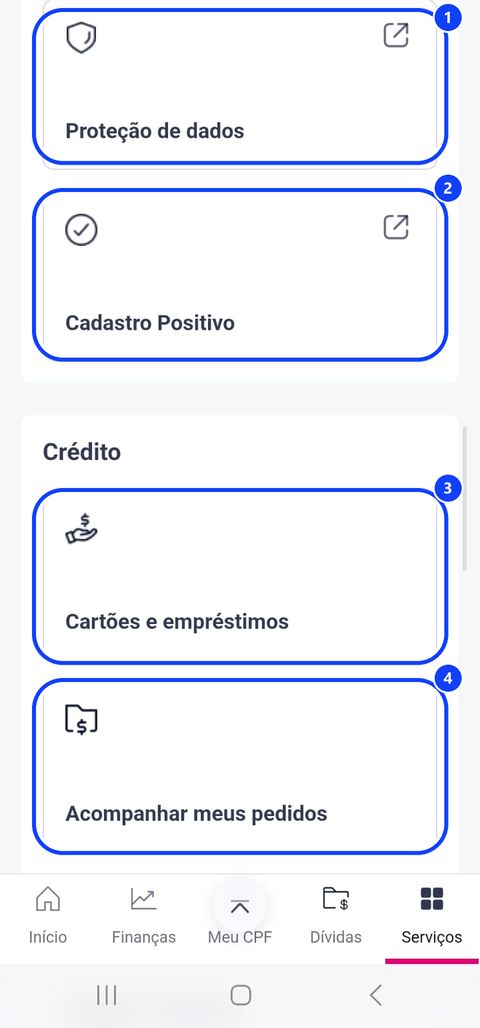 1
Proteção de dados
2
Cadastro Positivo
Crédito
3
Cartões e empréstimos
4
Acompanhar meus pedidos
Início
Finanças
Meu CPF
Dívidas
Serviços